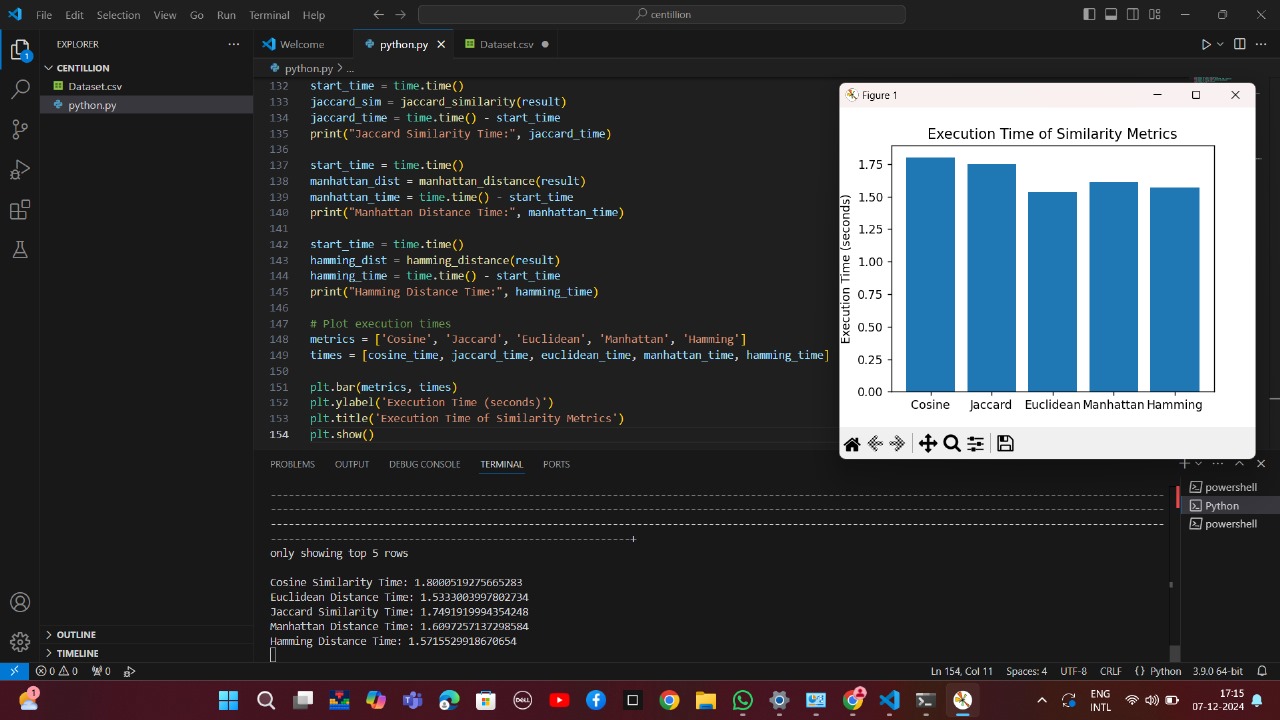 File Edit Selection View Go Run Terminal Help
centillion
EXPLORER
Welcome
python.py
Dataset.csv
CENTILLION
Dataset.csv
python.py
python.py > ...
132 start_time = time.time()
133 jaccard_sim = jaccard_similarity(result)
134 jaccard_time = time.time() - start_time
135 print("Jaccard Similarity Time:", jaccard_time)
136
137 start_time = time.time()
138 manhattan_dist = manhattan_distance(result)
139 manhattan_time = time.time() - start_time
140 print("Manhattan Distance Time:", manhattan_time)
141
142 start_time = time.time()
143 hamming_dist = hamming_distance(result)
144 hamming_time = time.time() - start_time
145 print("Hamming Distance Time:", hamming_time)
146
147 # Plot execution times
148 metrics = ['Cosine', 'Jaccard', 'Euclidean', 'Manhattan', 'Hamming']
149 times = [cosine_time, jaccard_time, euclidean_time, manhattan_time, hamming_time]
150
151 plt.bar(metrics, times)
152 plt.ylabel('Execution Time (seconds)')
153 plt.title('Execution Time of Similarity Metrics')
154 plt.show()
Figure 1
Execution Time of Similarity Metrics
Execution Time (seconds)
1.75
1.50
1.25
1.00
0.75
0.50
0.25
0.00
Cosine Jaccard Euclidean Manhattan Hamming
PROBLEMS OUTPUT DEBUG CONSOLE TERMINAL PORTS
only showing top 5 rows
Cosine Similarity Time: 1.8000519275665283
Euclidean Distance Time: 1.5333003997802734
Jaccard Similarity Time: 1.7491919994354248
Manhattan Distance Time: 1.6097257137298584
Hamming Distance Time: 1.5715529918670654
powershell
Python
powershell
OUTLINE
TIMELINE
0 0 0
Ln 154, Col 11 Spaces: 4 UTF-8 CRLF {} Python 3.9.0 64-bit
1
DELL
ENG
INTL
17:15
07-12-2024